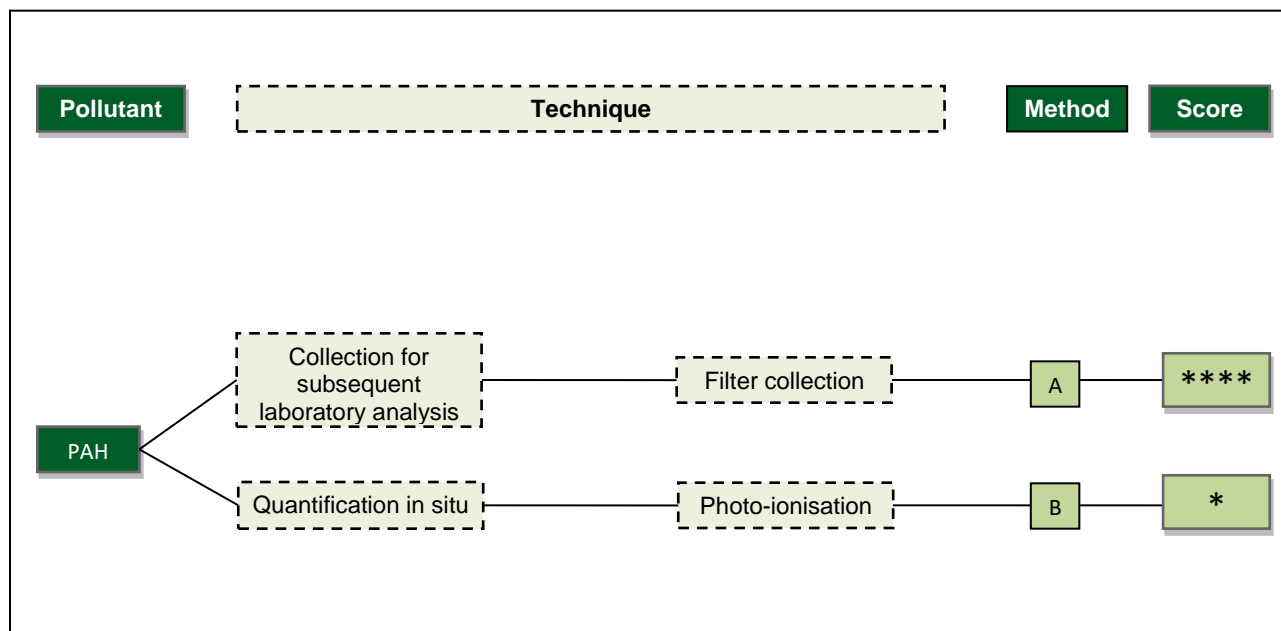 Pollutant
Technique
Method
Score
Collection for
subsequent
laboratory analysis
Filter collection
A
****
PAH
Quantification in situ
Photo-ionisation
B
*